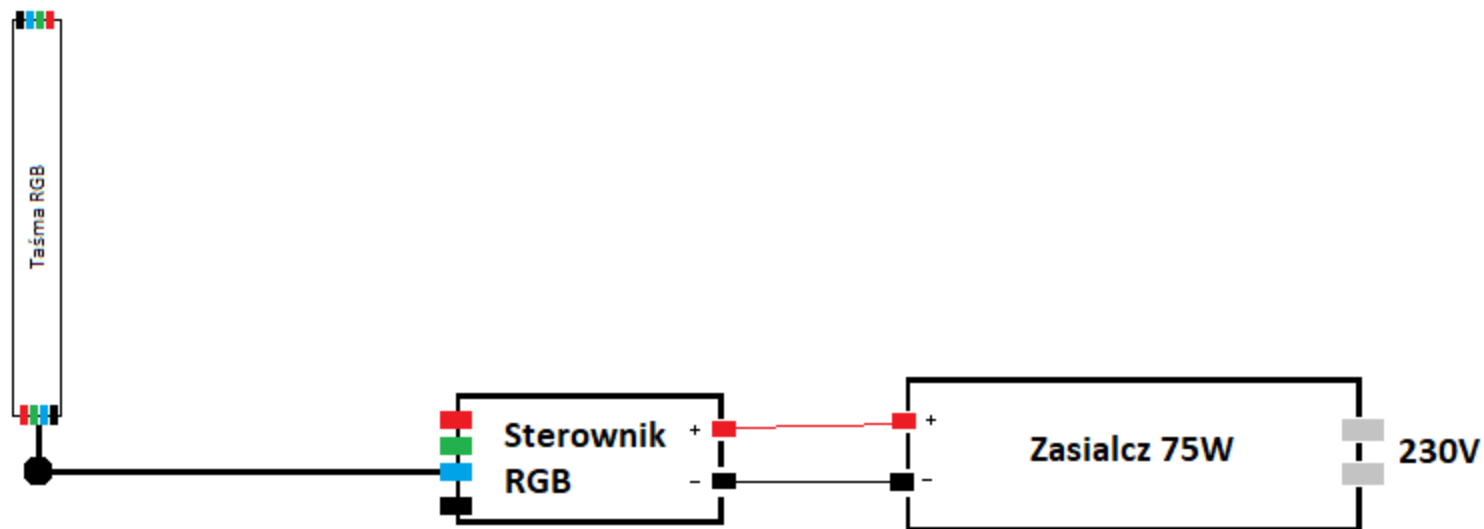 Taśma RGB
Sterownik
RGB
+
−
+
−
Zasialcz 75W
230V